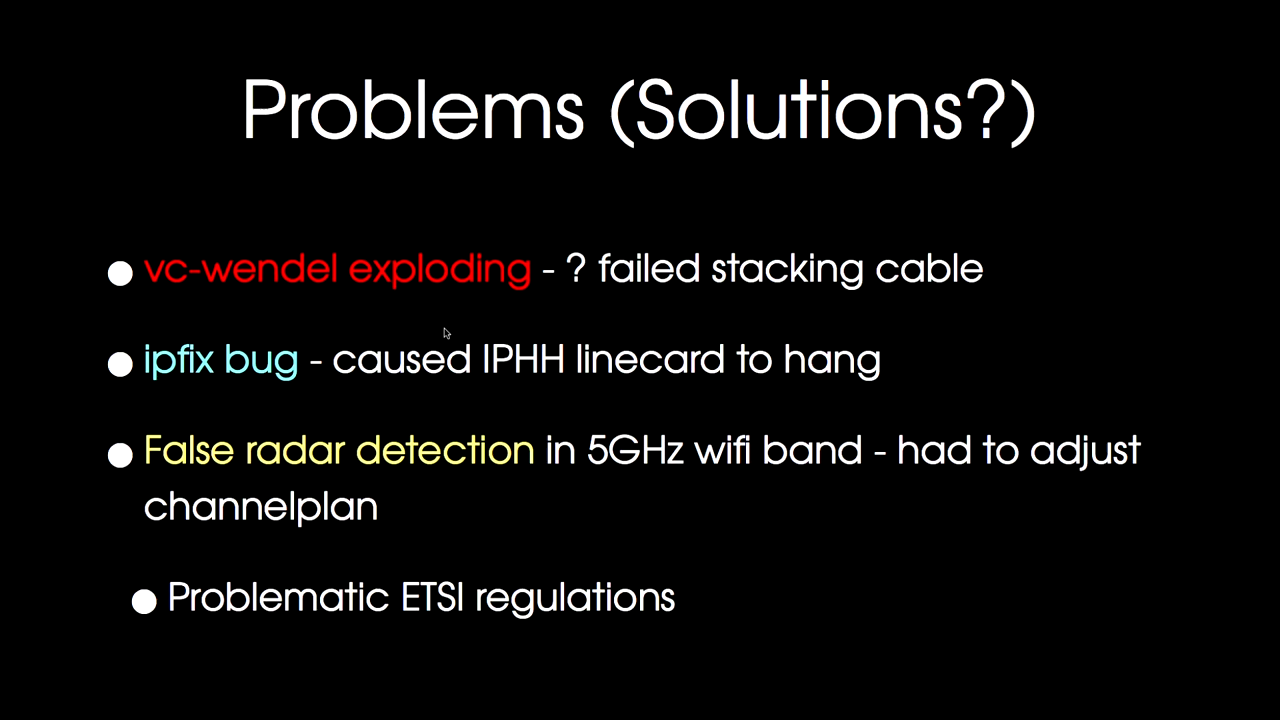 Problems (Solutions?)
vc-wendel exploding - ? failed stacking cable
ipfix bug - caused IPHH linecard to hang
False radar detection in 5GHz wifi band - had to adjust
channelplan
Problematic ETSI regulations